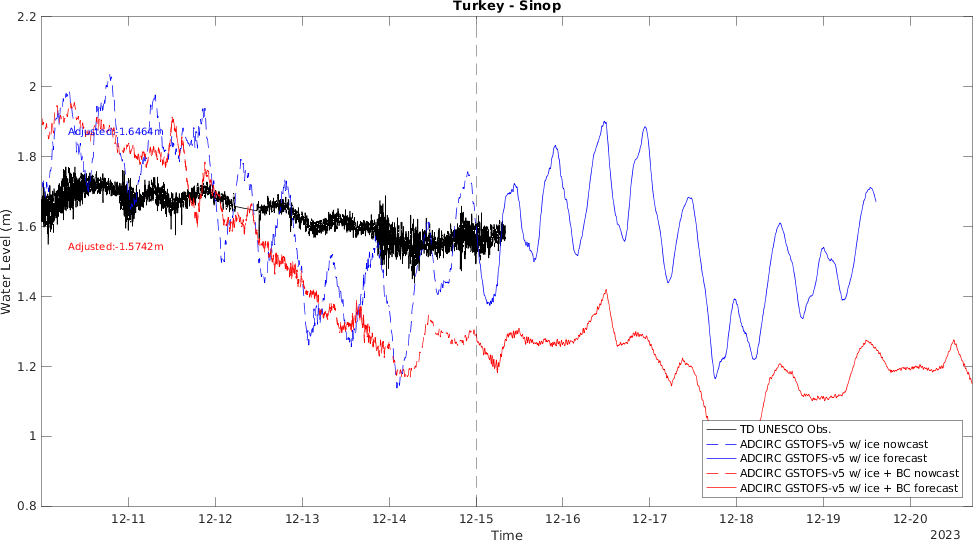 Turkey - Sinop
2.2
2
1.8
1.6
1.4
1.2
1
0.8
Water Level (m)
Adjusted:-1.6464m
Adjusted:-1.5742m
TD UNESCO Obs.
ADCIRC GSTOFS-v5 w/ ice nowcast
ADCIRC GSTOFS-v5 w/ ice forecast
ADCIRC GSTOFS-v5 w/ ice + BC nowcast
ADCIRC GSTOFS-v5 w/ ice + BC forecast
12-11 12-12 12-13 12-14 12-15 12-16 12-17 12-18 12-19 12-20
Time
2023